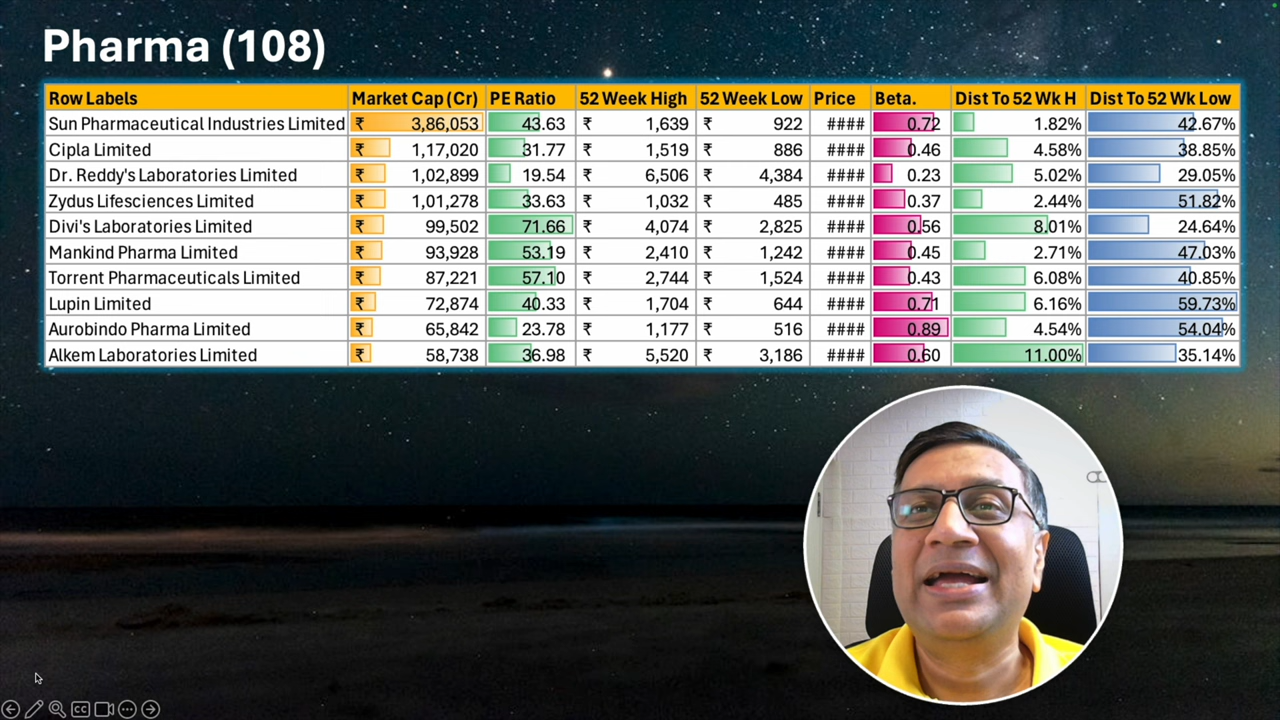 Pharma (108)
Row Labels Market Cap (Cr) PE Ratio 52 Week High 52 Week Low Price Beta. Dist To 52 Wk H Dist To 52 Wk Low
Sun Pharmaceutical Industries Limited ₹ 3,86,053 43.63 ₹ 1,639 ₹ 922 #### 0.72 1.82% 42.67%
Cipla Limited ₹ 1,17,020 31.77 ₹ 1,519 ₹ 886 #### 0.46 4.58% 38.85%
Dr. Reddy's Laboratories Limited ₹ 1,02,899 19.54 ₹ 6,506 ₹ 4,384 #### 0.23 5.02% 29.05%
Zydus Lifesciences Limited ₹ 1,01,278 33.63 ₹ 1,032 ₹ 485 #### 0.37 2.44% 51.82%
Divi's Laboratories Limited ₹ 99,502 71.66 ₹ 4,074 ₹ 2,825 #### 0.56 8.01% 24.64%
Mankind Pharma Limited ₹ 93,928 53.19 ₹ 2,410 ₹ 1,242 #### 0.45 2.71% 47.03%
Torrent Pharmaceuticals Limited ₹ 87,221 57.10 ₹ 2,744 ₹ 1,524 #### 0.43 6.08% 40.85%
Lupin Limited ₹ 72,874 40.33 ₹ 1,704 ₹ 644 #### 0.71 6.16% 59.73%
Aurobindo Pharma Limited ₹ 65,842 23.78 ₹ 1,177 ₹ 516 #### 0.89 4.54% 54.04%
Alkem Laboratories Limited ₹ 58,738 36.98 ₹ 5,520 ₹ 3,186 #### 0.60 11.00% 35.14%
CC